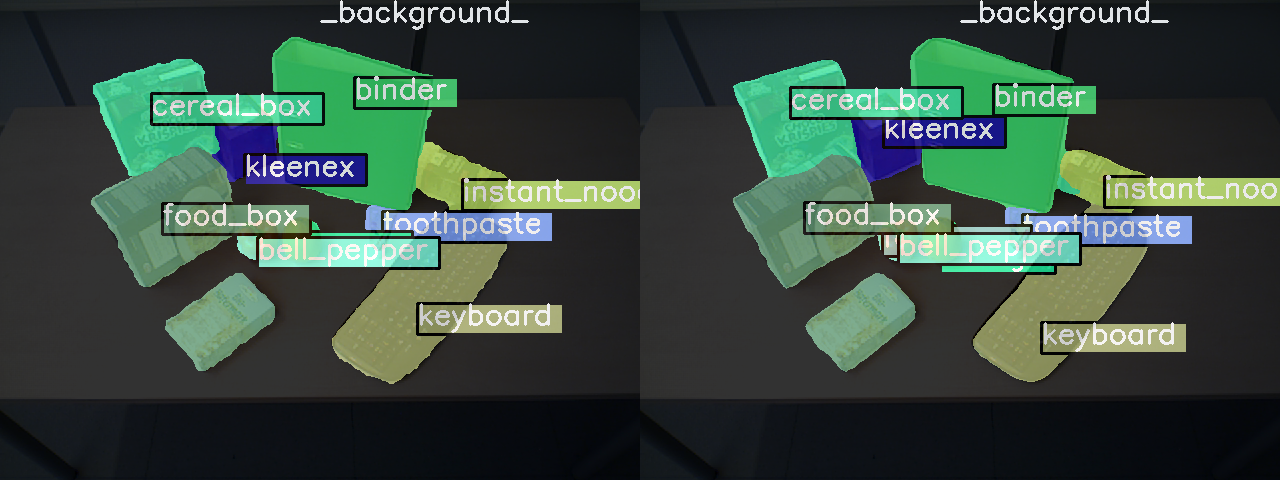 _background_
_background_
binder
cereal_box
kleenex
instant_noo
food_box
toothpaste
bell_pepper
keyboard
binder
cereal_box
kleenex
instant_noo
food_box
toothpaste
bell_pepper
keyboard